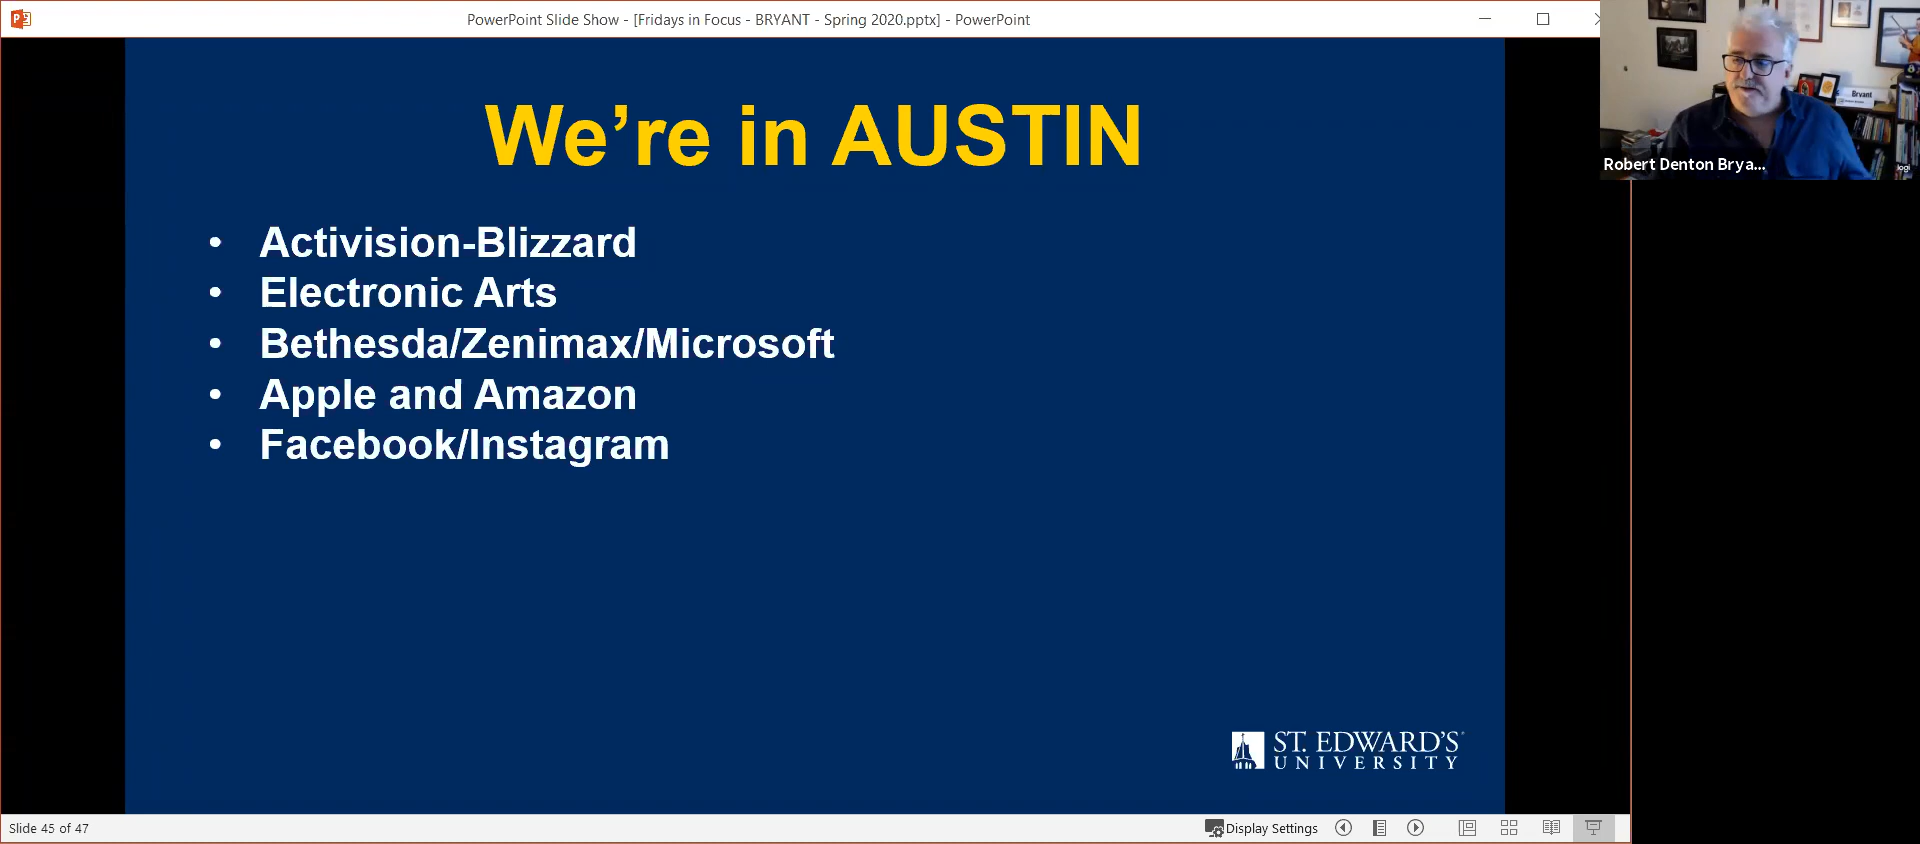 PowerPoint Slide Show - [Fridays in Focus - BRYANT - Spring 2020.pptx] - PowerPoint
Bryant
Robert Denton Brya...
logi
We’re in AUSTIN
• Activision-Blizzard
• Electronic Arts
• Bethesda/Zenimax/Microsoft
• Apple and Amazon
• Facebook/Instagram
ST. EDWARD'S
UNIVERSITY
Slide 45 of 47
Display Settings